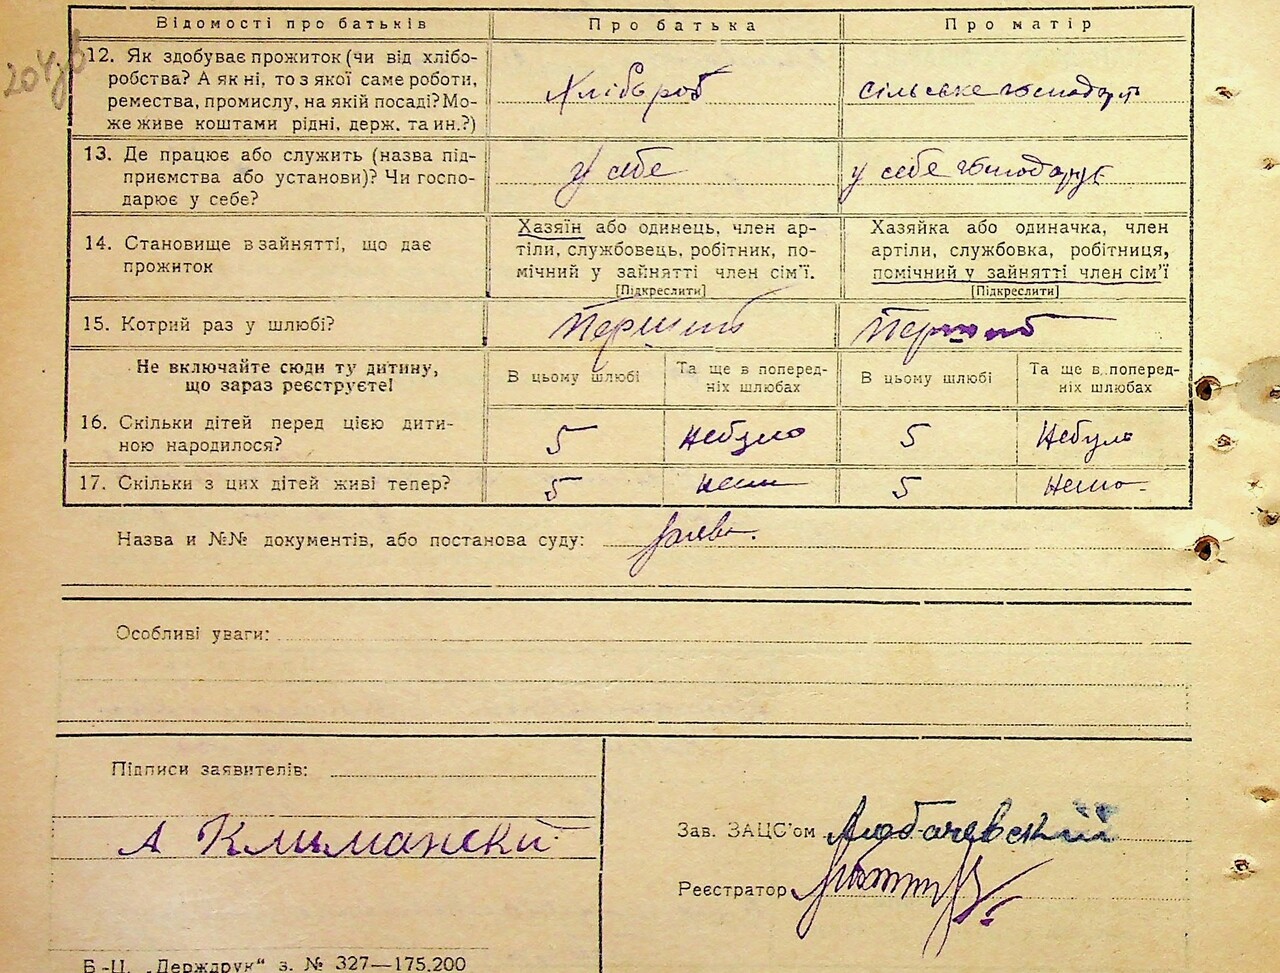 Відомості про батьків Про батька Про матір
12. Як здобуває прожиток (чи від хлібо-
робства? А як ні, то з якої саме роботи,
ремества, промислу, на якій посаді? Мо-
же живе коштами рідні, держ. та ин.?)
Хлібороб
сільське господарст
13. Де працює або служить (назва під-
приємства або установи)? Чи госпо-
дарює у себе?
у себе
у себе господарує
14. Становище в зайнятті, що дає
прожиток
Хазяїн або одинець, член ар-
тілі, службовець, робітник, по-
мічний у зайнятті член сім'ї.
[Підкреслити]
Хазяйка або одиначка, член
артіли, службовка, робітниця,
помічний у зайнятті член сім'ї
[Підкреслити]
15. Котрий раз у шлюбі?
Перший
Перший
Не включайте сюди ту дитину,
що зараз реєструєте!
В цьому шлюбі
Та ще в поперед-
ніх шлюбах
В цьому шлюбі
Та ще в попередн-
ніх шлюбах
16. Скільки дітей перед цією дити-
ною народилося?
5 Небуло 5 Небуло
17. Скільки з цих дітей живі тепер?
5 Нема 5 Нема
Назва и №№ документів, або постанова суду:
Особливі уваги:
Підписи заявителів:
А Климански
Зав. ЗАЦС'ом Любачевський
Реєстратор
Б.-Ц. „Держдрук" з. № 327—175.200